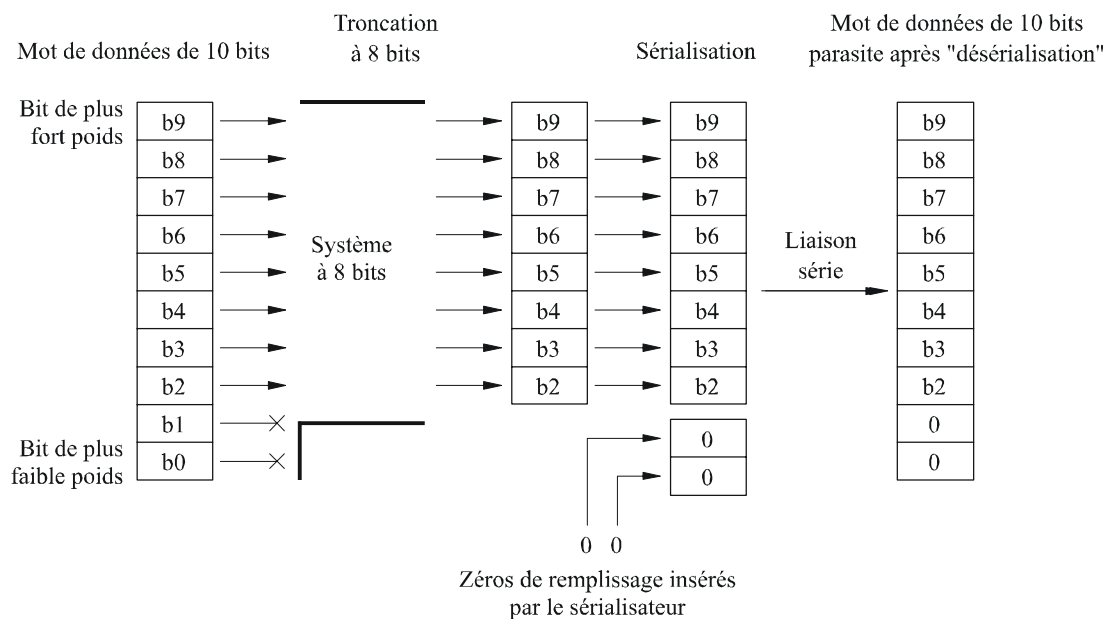 Mot de données de 10 bits
Troncation
à 8 bits
Sérialisation
Mot de données de 10 bits
parasite après "désérialisation"
Bit de plus
fort poids
b9
b8
b7
b6
b5
b4
b3
b2
b1
b0
Bit de plus
faible poids
Système
à 8 bits
b9
b8
b7
b6
b5
b4
b3
b2
b9
b8
b7
b6
b5
b4
b3
b2
0
0
0 0
Zéros de remplissage insérés
par le sérialisateur
Liaison
série
b9
b8
b7
b6
b5
b4
b3
b2
0
0